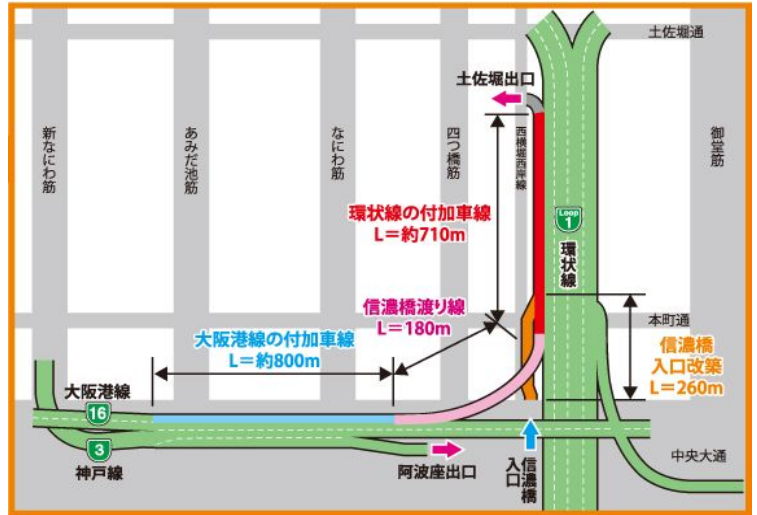 土佐堀通
土佐堀出口
新なにわ筋
あみだ池筋
なにわ筋
四つ橋筋
西横堀西岸線
御堂筋
環状線の付加車線
L=約710m
Loop
1
環状線
信濃橋渡り線
L=180m
本町通
大阪港線の付加車線
L=約800m
信濃橋
入口改築
L=260m
大阪港線
16
3
神戸線
阿波座出口
信濃橋
入口
中央大通